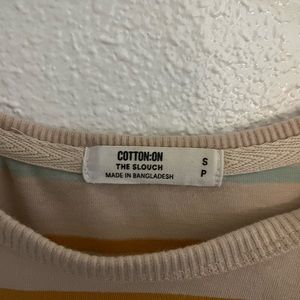 COTTON:ON
THE SLOUCH
MADE IN BANGLADESH
S
P